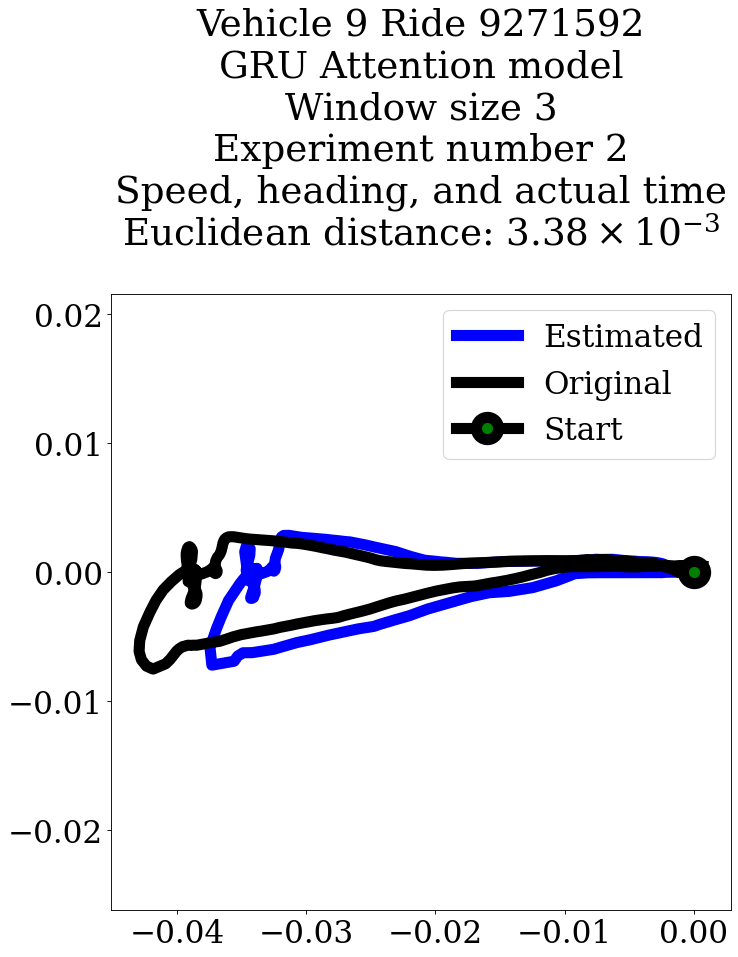 Vehicle 9 Ride 9271592
GRU Attention model
Window size 3
Experiment number 2
Speed, heading, and actual time
Euclidean distance: 3.38 × 10⁻³
Estimated
Original
Start
0.02
0.01
0.00
−0.01
−0.02
−0.04
−0.03
−0.02
−0.01
0.00